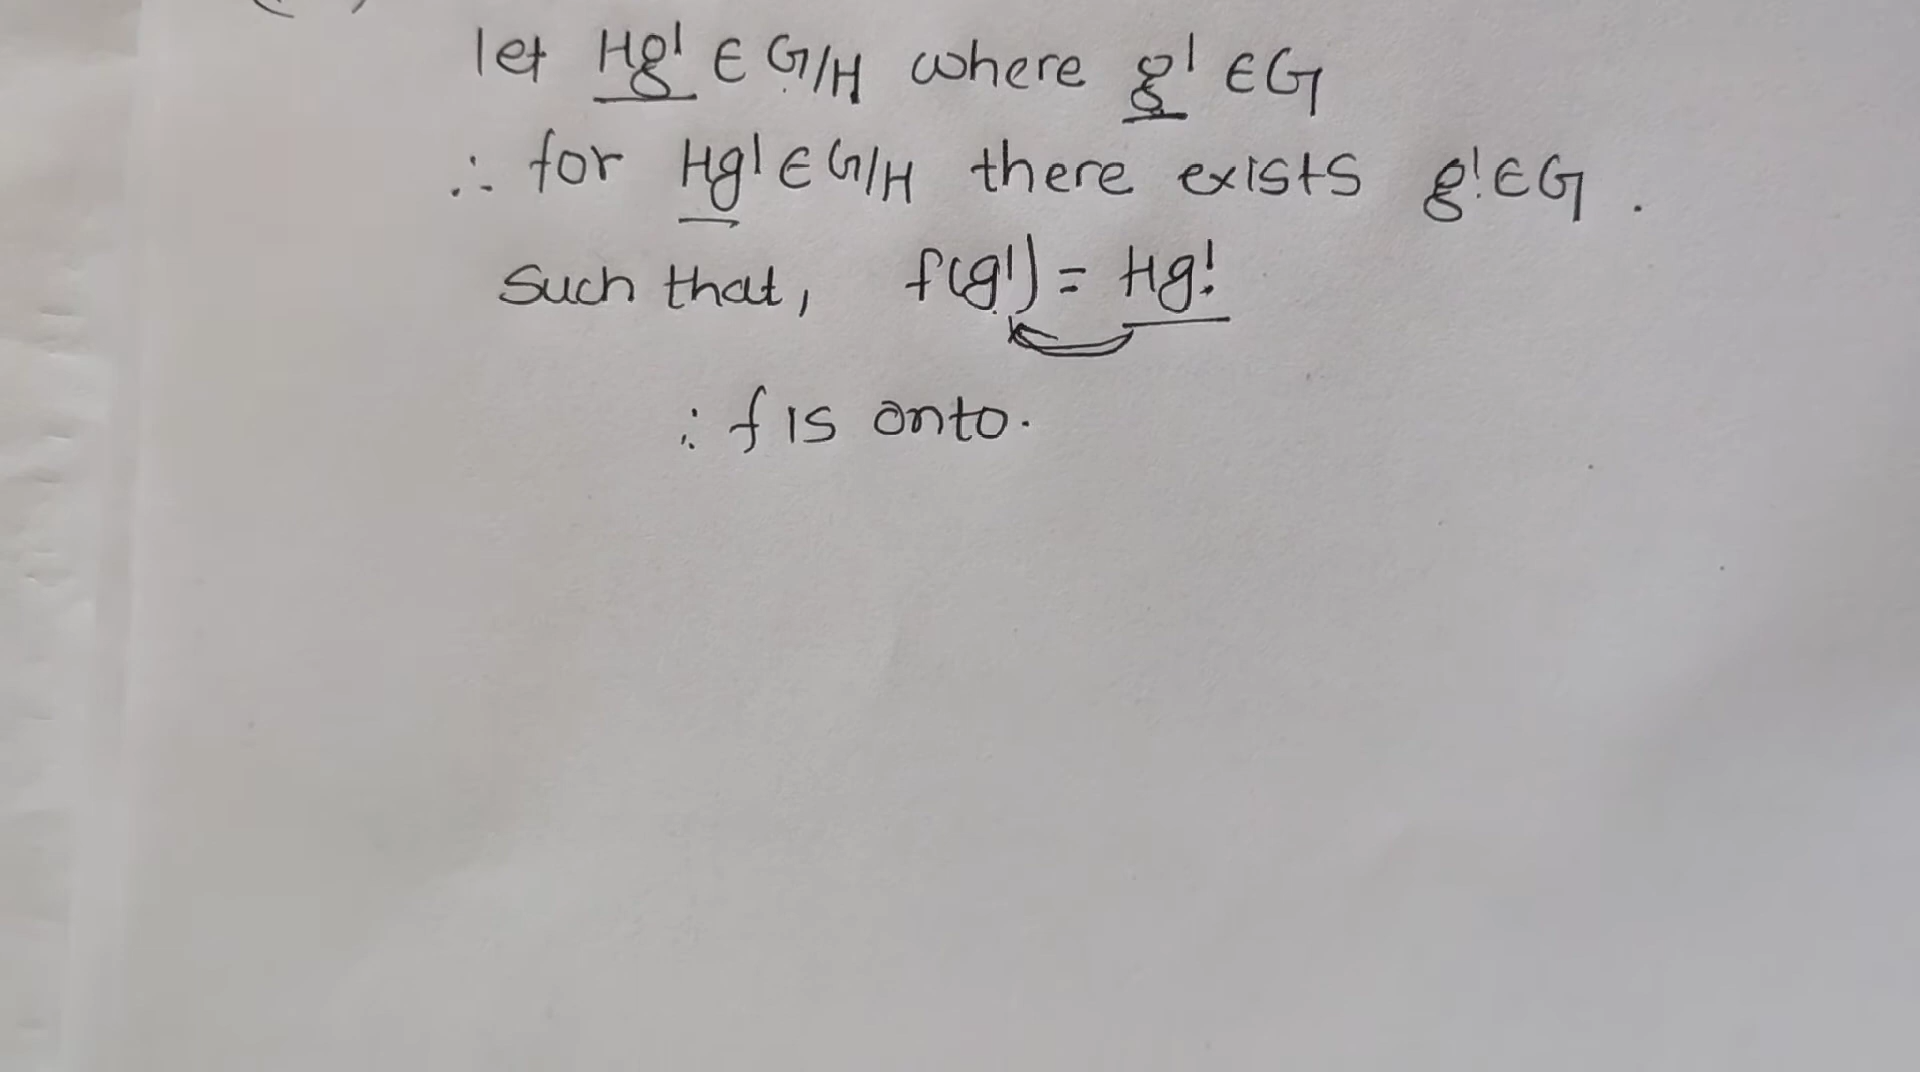 let Hg' ∈ G/H where g' ∈ G
∴ for Hg' ∈ G/H there exists g' ∈ G .
Such that, f(g') = Hg'.
∴ f is onto.